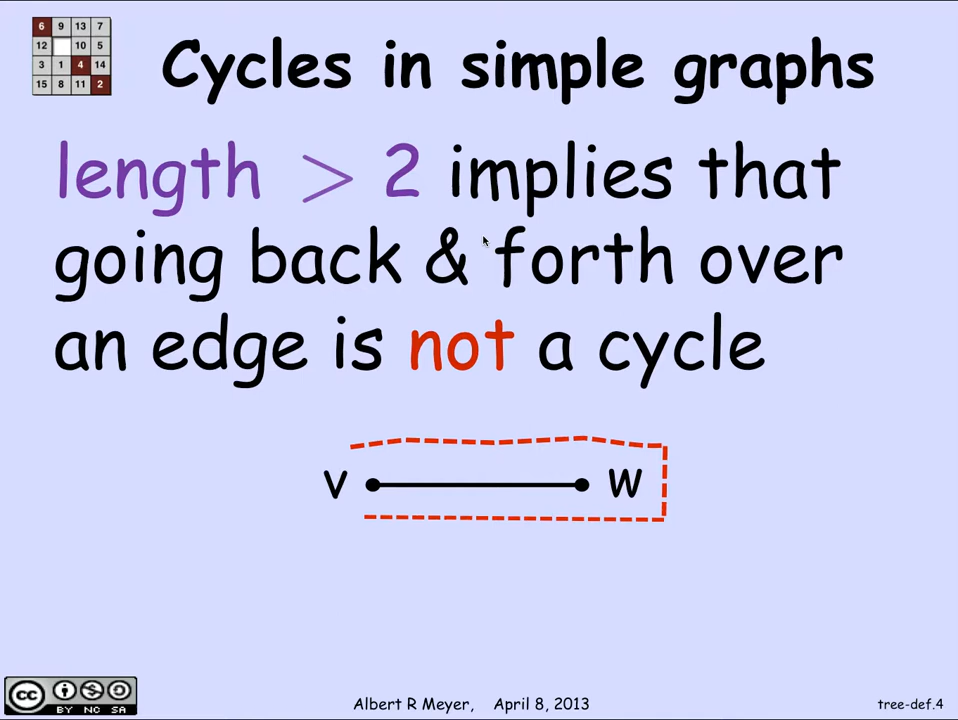 6 9 13 7
12 10 5
3 1 4 14
15 8 11 2
Cycles in simple graphs
length > 2 implies that
going back & forth over
an edge is not a cycle
v w
cc BY NC SA
Albert R Meyer, April 8, 2013
tree-def.4